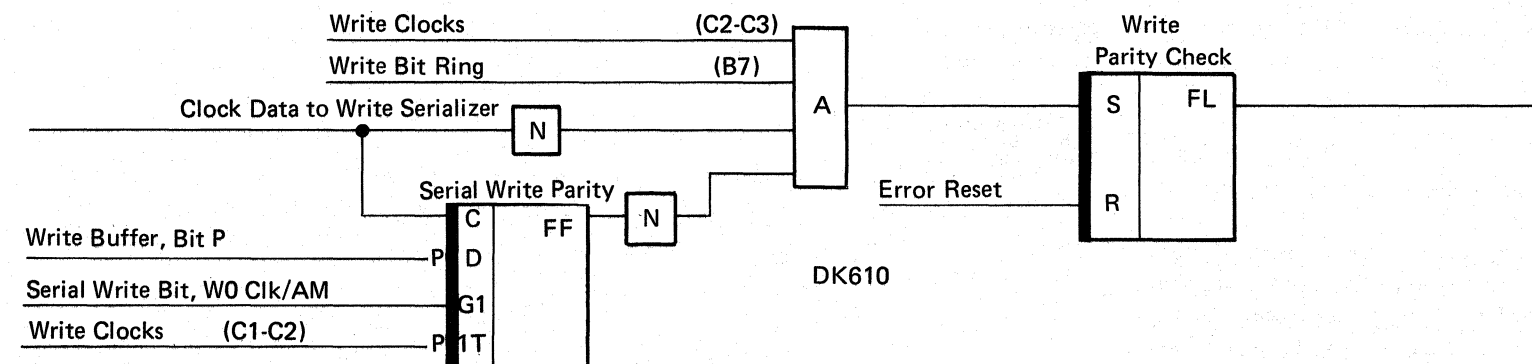 Write Clocks (C2-C3)
Write
Parity Check
Write Bit Ring (B7)
Clock Data to Write Serializer
A
S FL
N
Serial Write Parity
Error Reset
R
C
FF
N
Write Buffer, Bit P
P D
DK610
Serial Write Bit, W0 Clk/AM
G1
Write Clocks (C1-C2)
P 1T